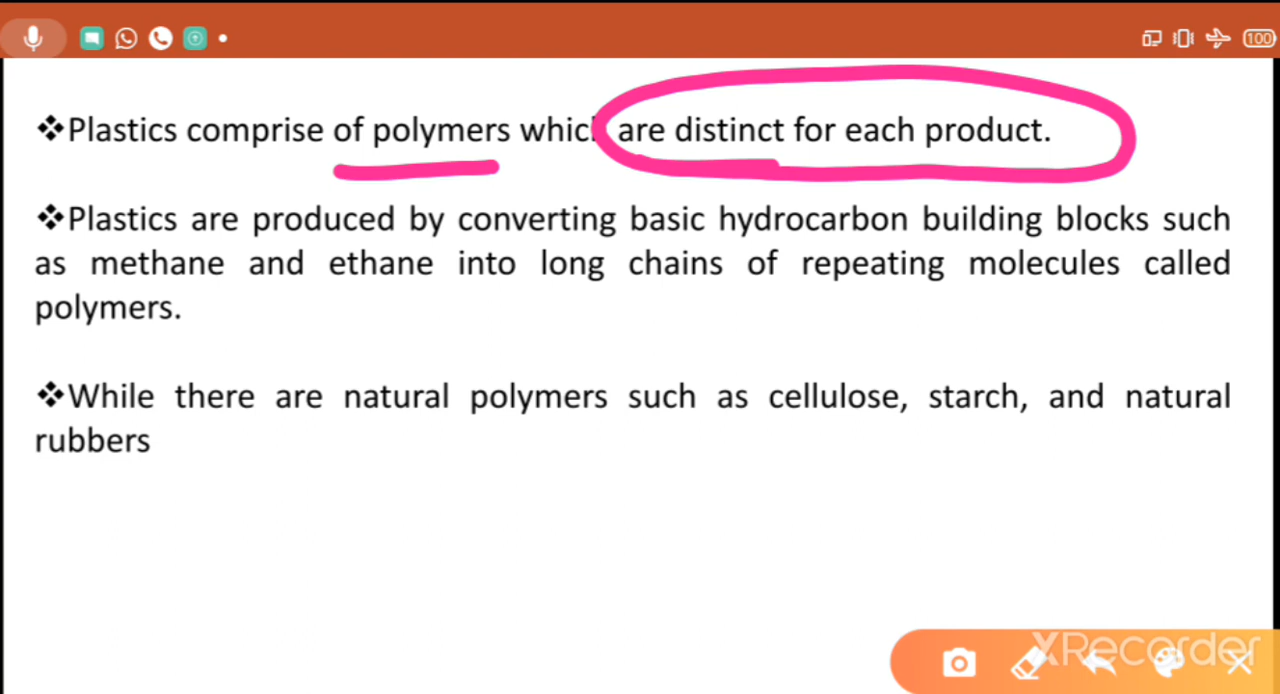 100
❖Plastics comprise of polymers which are distinct for each product.
❖Plastics are produced by converting basic hydrocarbon building blocks such
as methane and ethane into long chains of repeating molecules called
polymers.
❖While there are natural polymers such as cellulose, starch, and natural
rubbers
XRecorder